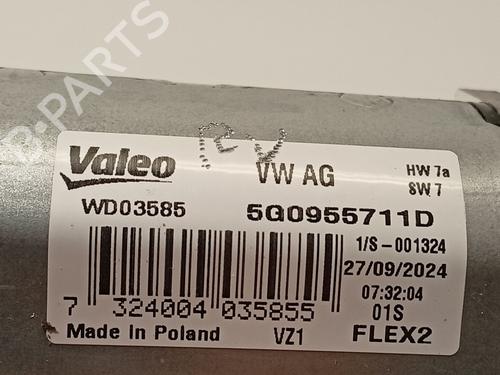 Valeo
VW AG
HW 7a
SW 7
WD03585
5G0955711D
1/S-001324
27/09/2024
07:32:04
7 324004 035855
01S
Made In Poland
VZ1
FLEX2
B-PARTS